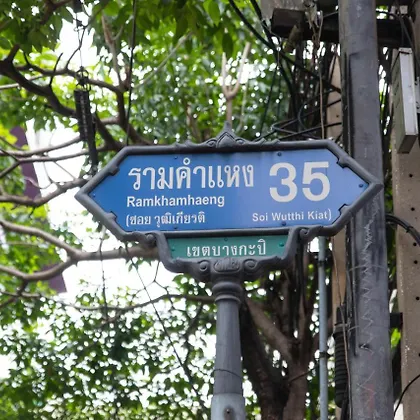 รามคำแหง 35
Ramkhamhaeng
(ซอย วุฒิเกียรติ Soi Wutthi Kiat)
เขตบางกะปิ